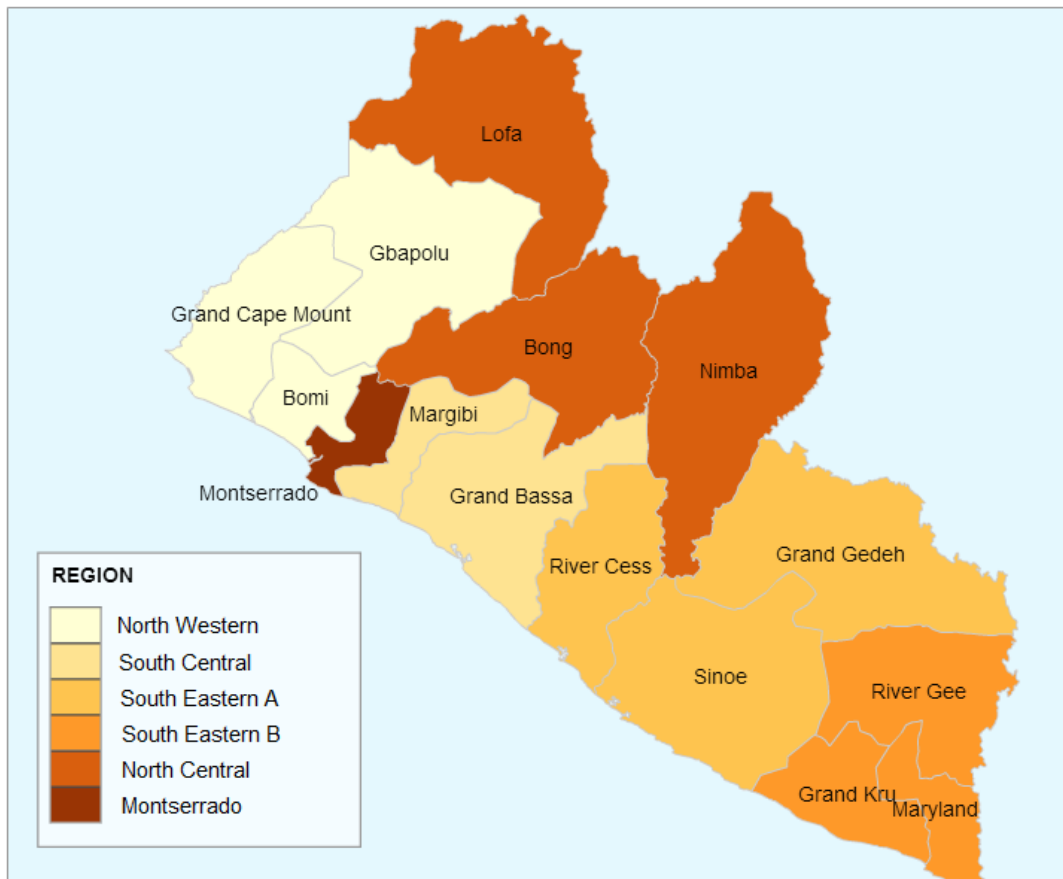 Lofa
Gbapolu
Grand Cape Mount
Bong
Nimba
Bomi
Margibi
Montserrado
Grand Bassa
River Cess
Grand Gedeh
Sinoe
River Gee
Grand Kru
Maryland
REGION
North Western
South Central
South Eastern A
South Eastern B
North Central
Montserrado